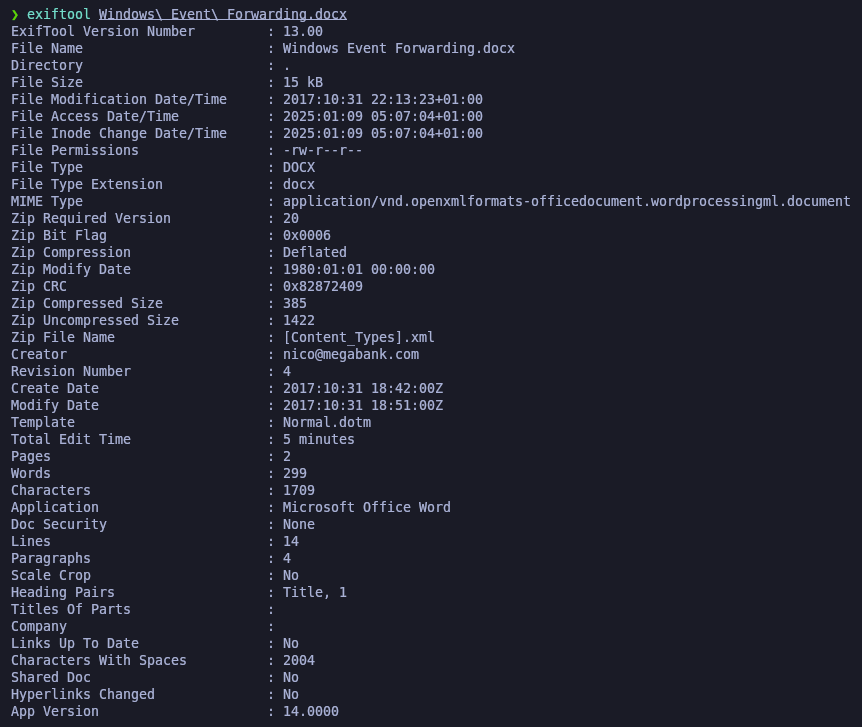 ❯ exiftool Windows\ Event\ Forwarding.docx
ExifTool Version Number         : 13.00
File Name                       : Windows Event Forwarding.docx
Directory                       : .
File Size                       : 15 kB
File Modification Date/Time     : 2017:10:31 22:13:23+01:00
File Access Date/Time           : 2025:01:09 05:07:04+01:00
File Inode Change Date/Time     : 2025:01:09 05:07:04+01:00
File Permissions                : -rw-r--r--
File Type                       : DOCX
File Type Extension             : docx
MIME Type                       : application/vnd.openxmlformats-officedocument.wordprocessingml.document
Zip Required Version            : 20
Zip Bit Flag                    : 0x0006
Zip Compression                 : Deflated
Zip Modify Date                 : 1980:01:01 00:00:00
Zip CRC                         : 0x82872409
Zip Compressed Size             : 385
Zip Uncompressed Size           : 1422
Zip File Name                   : [Content_Types].xml
Creator                         : nico@megabank.com
Revision Number                 : 4
Create Date                     : 2017:10:31 18:42:00Z
Modify Date                     : 2017:10:31 18:51:00Z
Template                        : Normal.dotm
Total Edit Time                 : 5 minutes
Pages                           : 2
Words                           : 299
Characters                      : 1709
Application                     : Microsoft Office Word
Doc Security                    : None
Lines                           : 14
Paragraphs                      : 4
Scale Crop                      : No
Heading Pairs                   : Title, 1
Titles Of Parts                 :
Company                         :
Links Up To Date                : No
Characters With Spaces          : 2004
Shared Doc                      : No
Hyperlinks Changed              : No
App Version                     : 14.0000